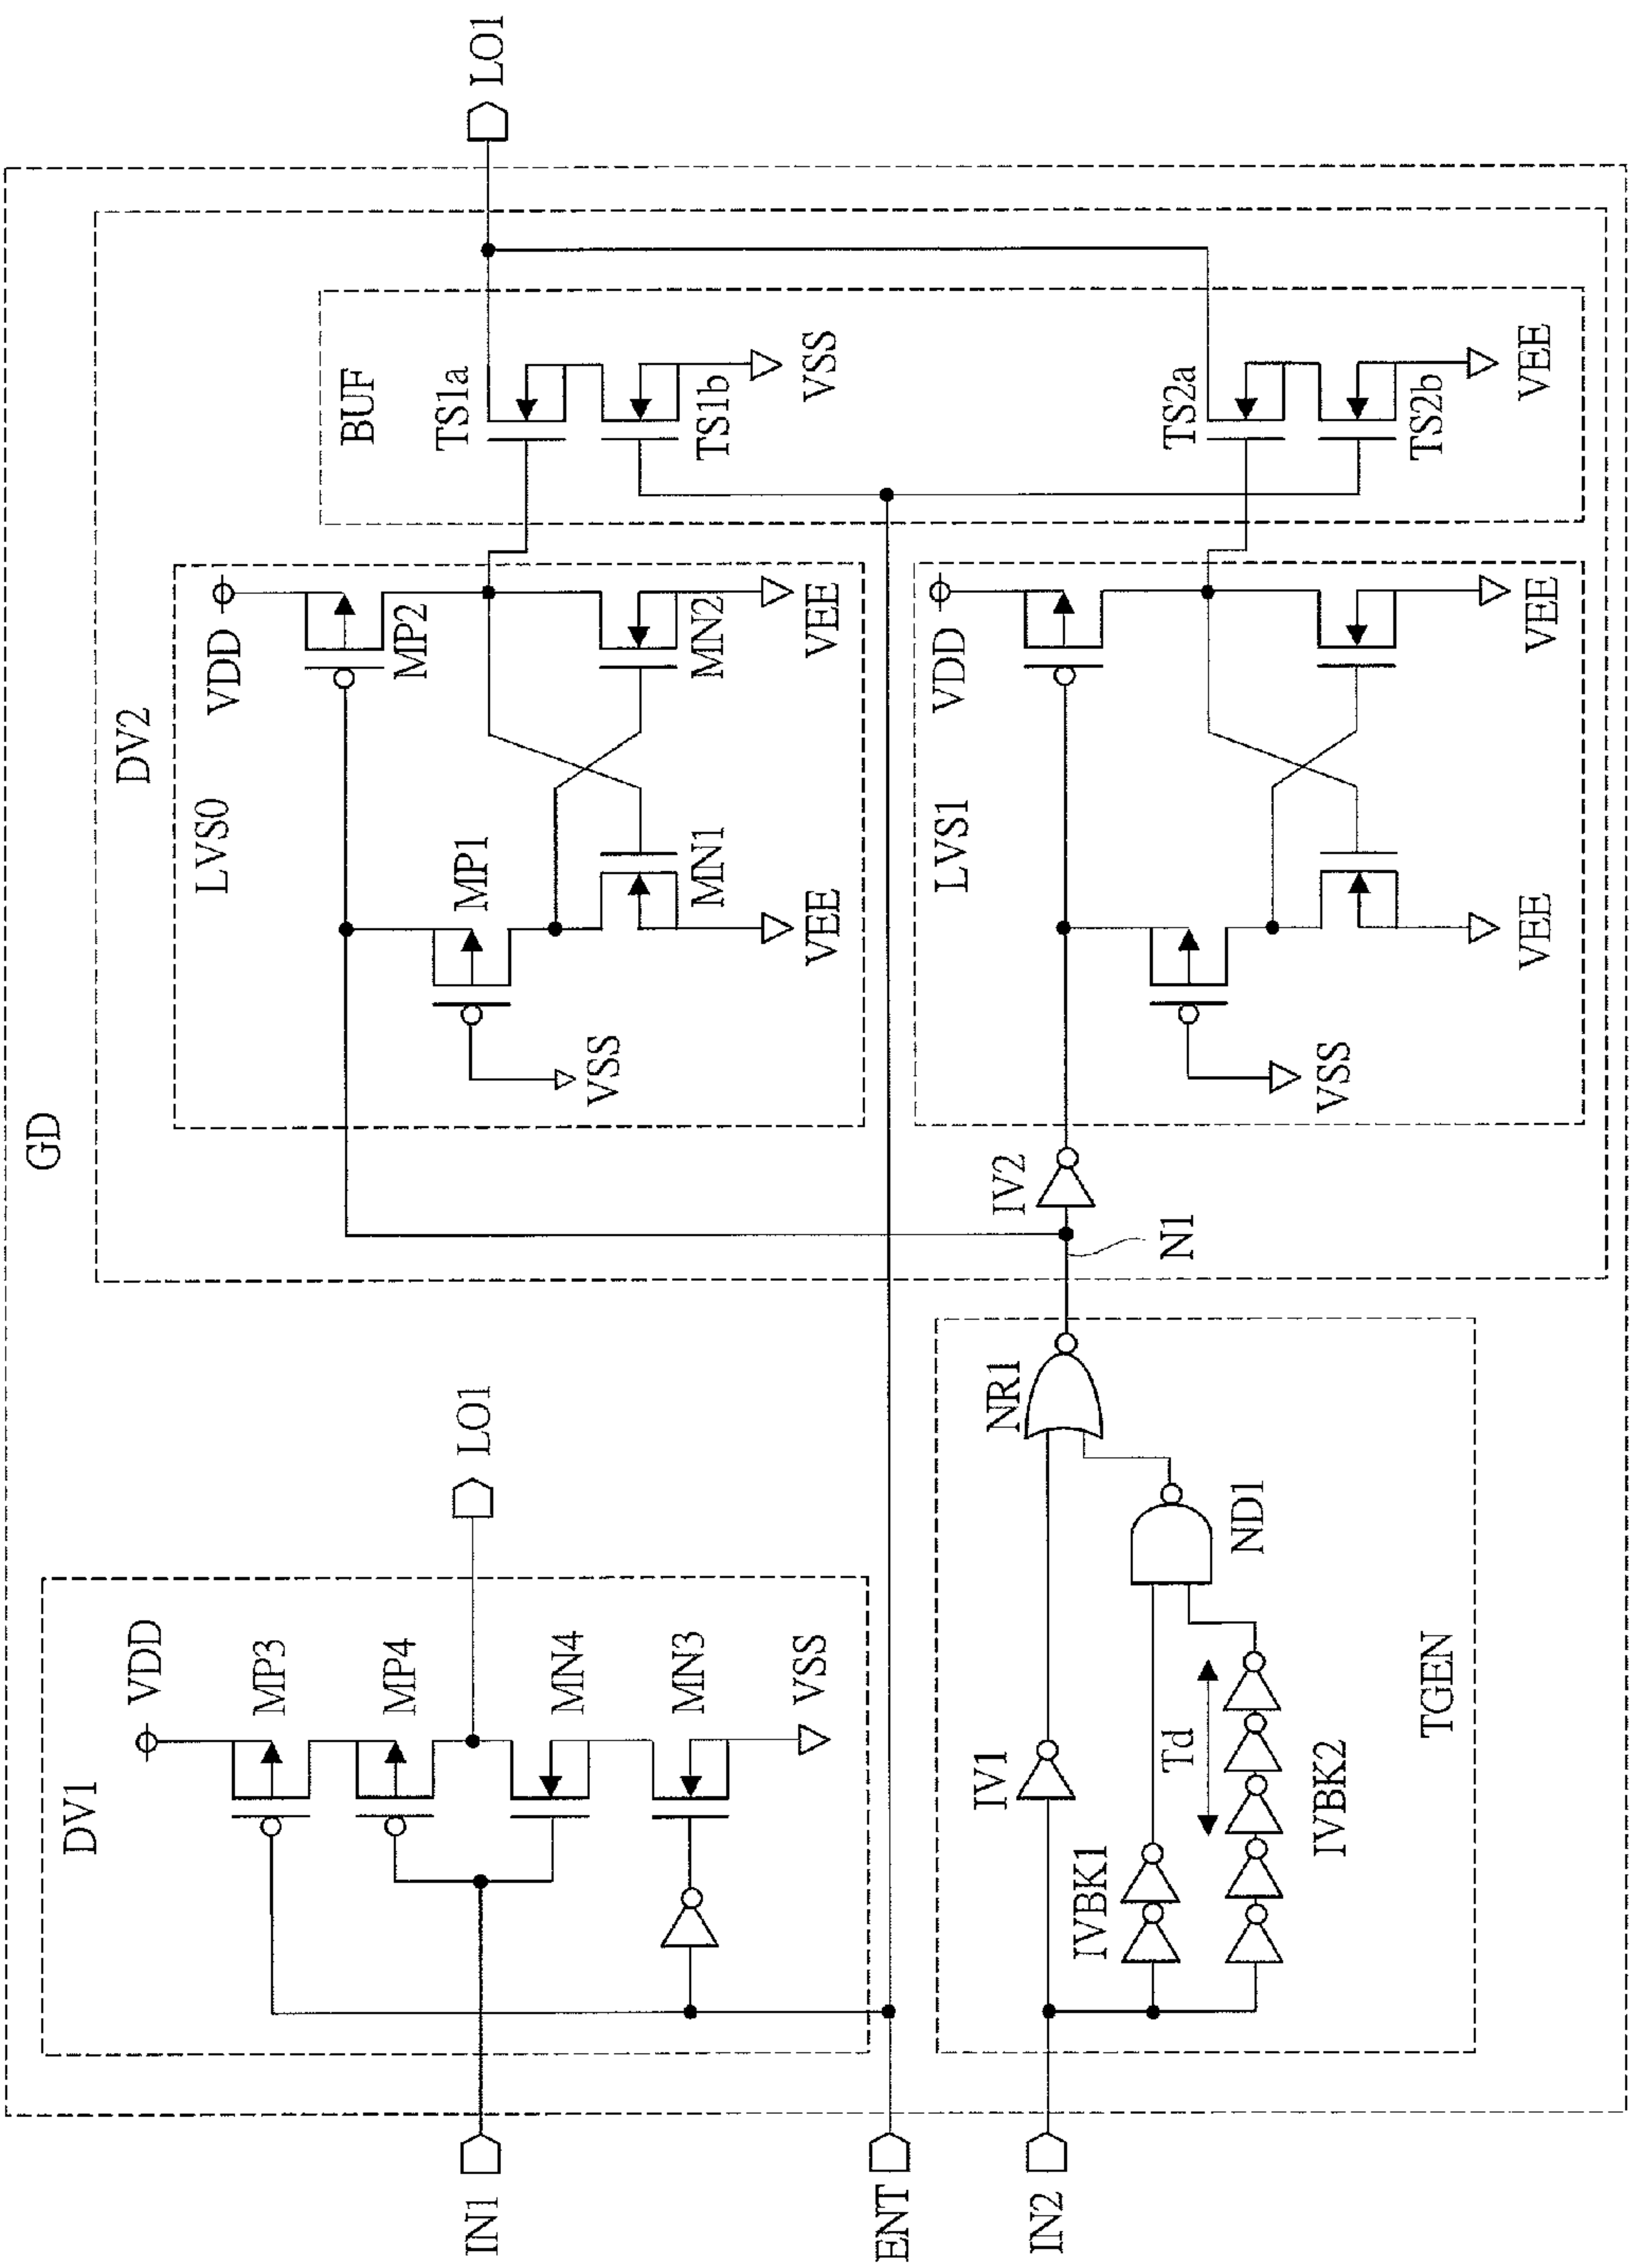 GD
DV1
VDD
MP3
MP4
MN4
MN3
VSS
LO1
IN1
ENT
IN2
TGEN
IV1
IVBK1
IVBK2
Td
ND1
NR1
N1
IV2
DV2
LVS0
VSS
MP1
MN1
VEE
VDD
MP2
MN2
VEE
LVS1
VSS
VEE
VDD
VEE
BUF
TS1a
TS1b
VSS
TS2a
TS2b
VEE
LO1